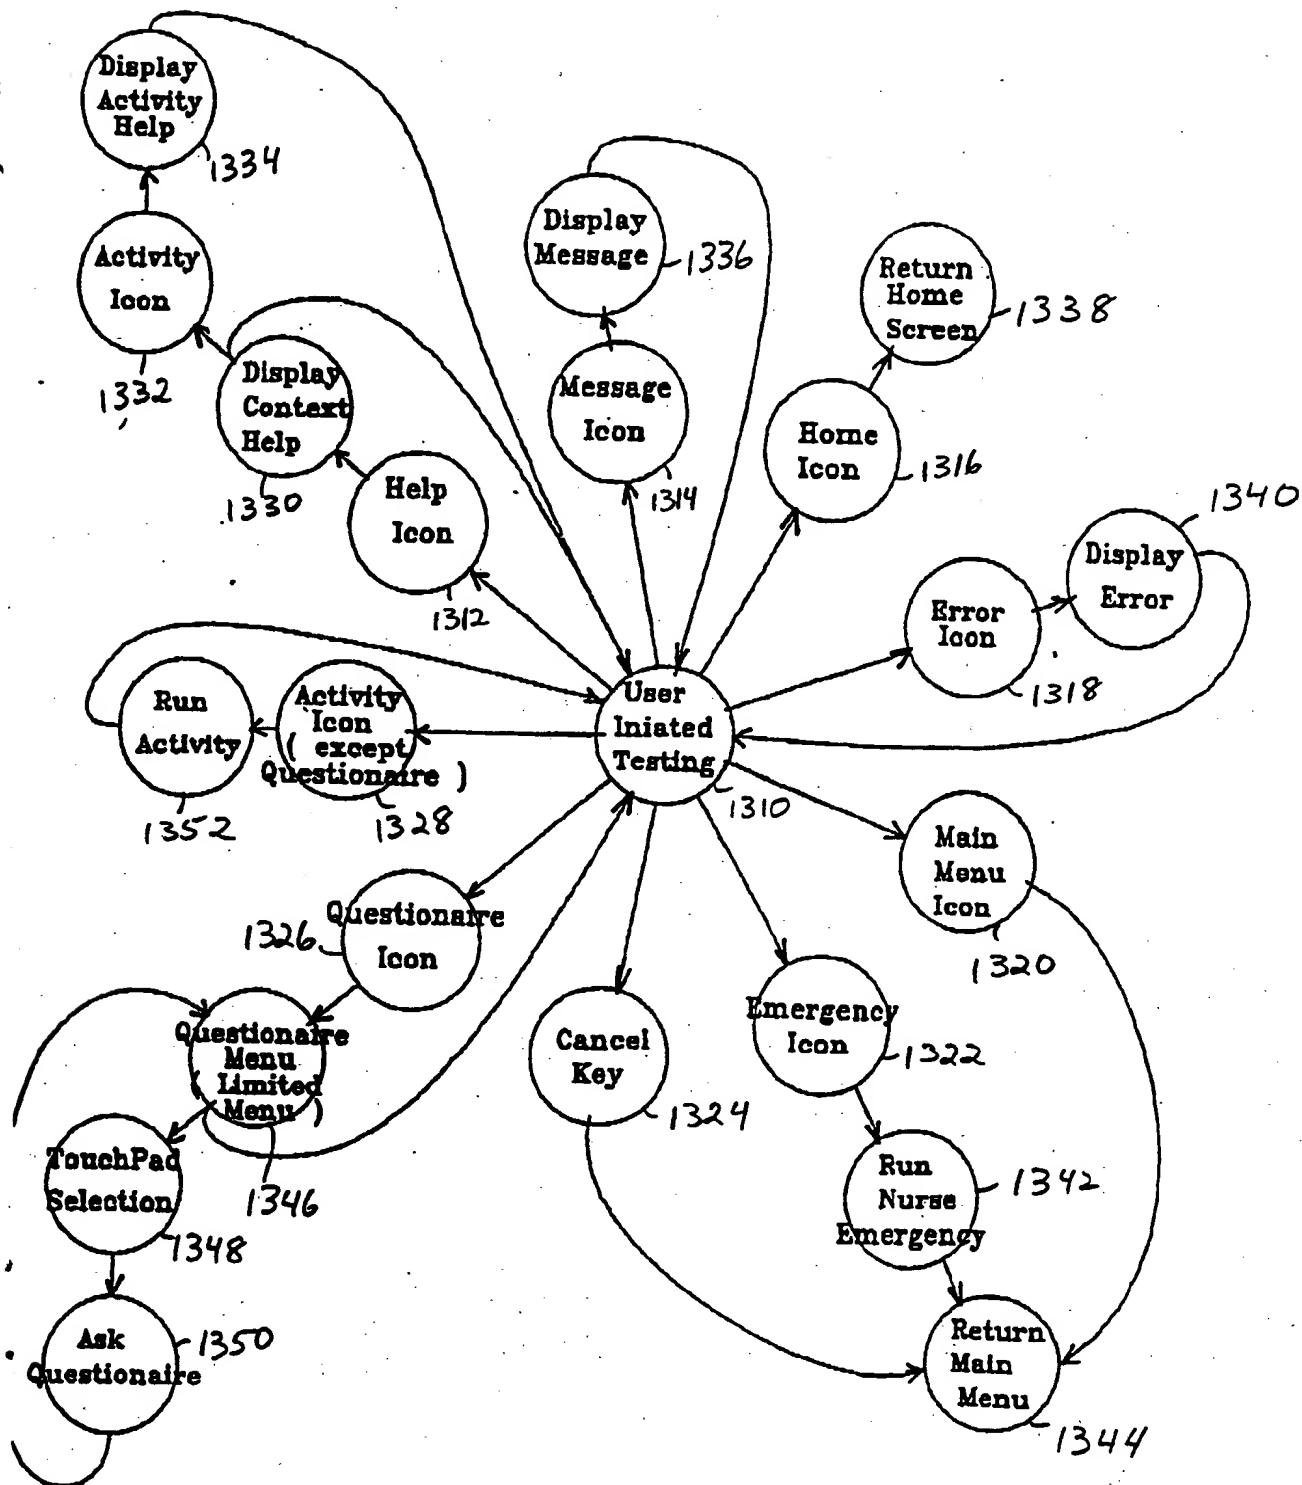 Display
Activity
Help
1334
Activity
Icon
1332
Display
Context
Help
1330
Help
Icon
1312
Display
Message
1336
Message
Icon
1314
Return
Home
Screen
1338
Home
Icon
1316
1340
Display
Error
Error
Icon
1318
User
Iniated
Testing
1310
Run
Activity
1352
Activity
Icon
( except
Questionaire )
1328
Main
Menu
Icon
1320
Questionaire
Icon
1326
Questionaire
Menu
( Limited
Menu )
1346
TouchPad
Selection
1348
Ask
Questionaire
1350
Cancel
Key
1324
Emergency
Icon
1322
Run
Nurse
Emergency
1342
Return
Main
Menu
1344